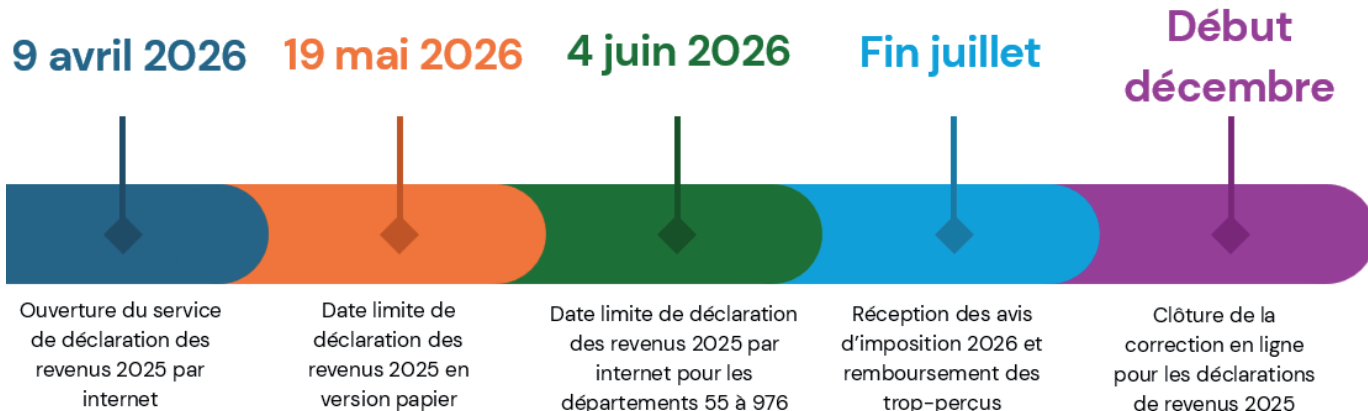 9 avril 2026
19 mai 2026
4 juin 2026
Fin juillet
Début
décembre
Ouverture du service
de déclaration des
revenus 2025 par
internet
Date limite de
déclaration des
revenus 2025 en
version papier
Date limite de déclaration
des revenus 2025 par
internet pour les
départements 55 à 976
Réception des avis
d'imposition 2026 et
remboursement des
trop-perçus
Clôture de la
correction en ligne
pour les déclarations
de revenus 2025